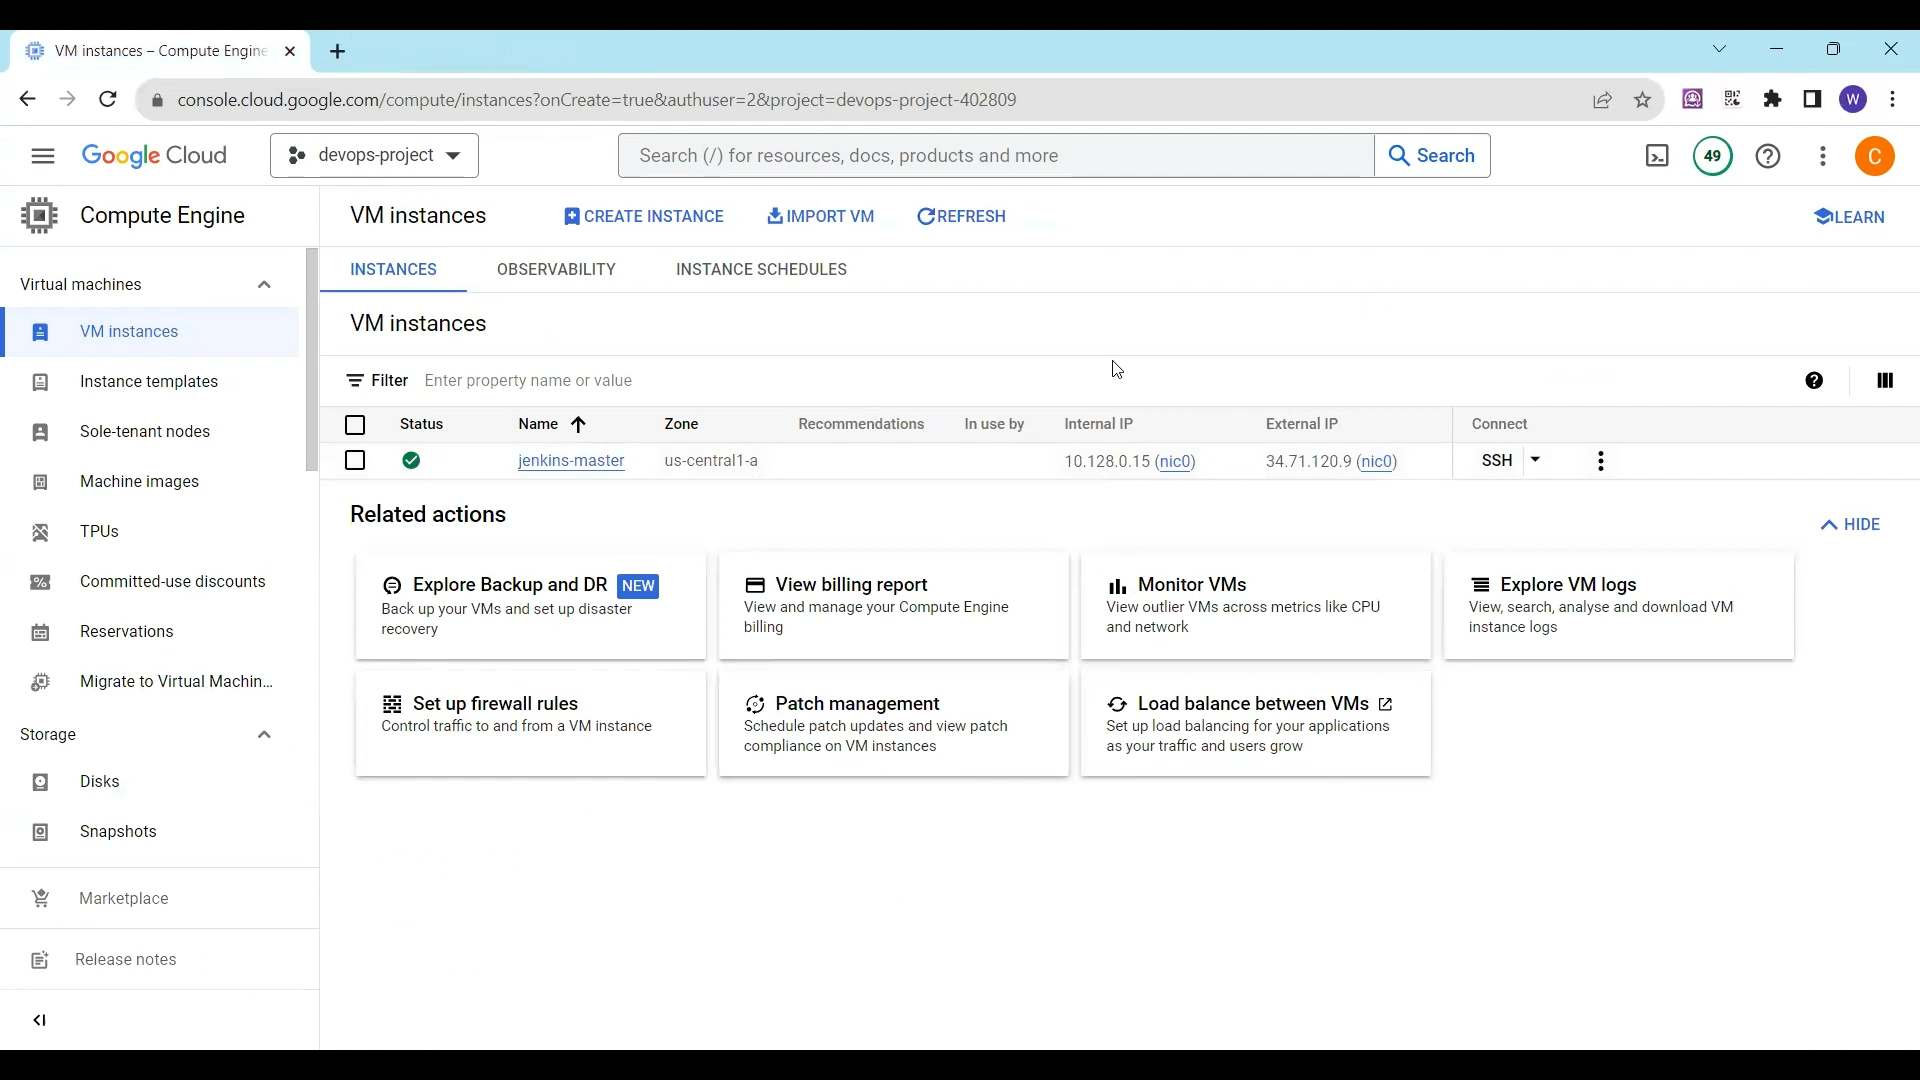 VM instances – Compute Engine
console.cloud.google.com/compute/instances?onCreate=true&authuser=2&project=devops-project-402809
W
Google Cloud
devops-project
Search (/) for resources, docs, products and more
Search
49
C
Compute Engine
VM instances
CREATE INSTANCE
IMPORT VM
REFRESH
LEARN
INSTANCES
OBSERVABILITY
INSTANCE SCHEDULES
Virtual machines
VM instances
Instance templates
Sole-tenant nodes
Machine images
TPUs
Committed-use discounts
Reservations
Migrate to Virtual Machin...
Storage
Disks
Snapshots
Marketplace
Release notes
VM instances
Filter Enter property name or value
Status Name Zone Recommendations In use by Internal IP External IP Connect
jenkins-master us-central1-a 10.128.0.15 (nic0) 34.71.120.9 (nic0) SSH
Related actions
HIDE
Explore Backup and DR NEW
Back up your VMs and set up disaster
recovery
View billing report
View and manage your Compute Engine
billing
Monitor VMs
View outlier VMs across metrics like CPU
and network
Explore VM logs
View, search, analyse and download VM
instance logs
Set up firewall rules
Control traffic to and from a VM instance
Patch management
Schedule patch updates and view patch
compliance on VM instances
Load balance between VMs
Set up load balancing for your applications
as your traffic and users grow